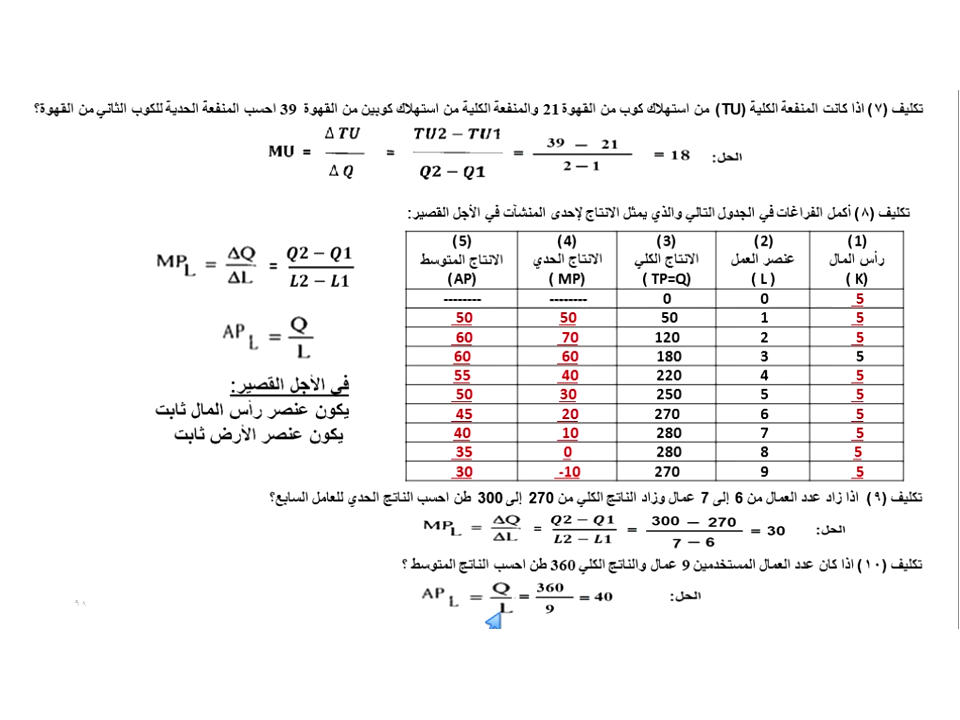 تكليف (٧) اذا كانت المنفعة الكلية (TU) من استهلاك كوب من القهوة 21 والمنفعة الكلية من استهلاك كوبين من القهوة 39 احسب المنفعة الحدية للكوب الثاني من القهوة؟
الحل: MU = Δ TU / Δ Q = TU2 – TU1 / Q2 – Q1 = 39 – 21 / 2 – 1 = 18
تكليف (٨) أكمل الفراغات في الجدول التالي والذي يمثل الانتاج لإحدى المنشآت في الأجل القصير:
(1) (2) (3) (4) (5)
رأس المال عنصر العمل الانتاج الكلي الانتاج الحدي الانتاج المتوسط
( K) ( L ) ( TP=Q) ( MP) (AP)
5 0 0 -------- --------
5 1 50 50 50
5 2 120 70 60
5 3 180 60 60
5 4 220 40 55
5 5 250 30 50
5 6 270 20 45
5 7 280 10 40
5 8 280 0 35
5 9 270 -10 30
MP L = ΔQ / ΔL = Q2 – Q1 / L2 – L1
AP L = Q / L
في الأجل القصير:
يكون عنصر رأس المال ثابت
يكون عنصر الأرض ثابت
تكليف (٩) اذا زاد عدد العمال من 6 إلى 7 عمال وزاد الناتج الكلي من 270 إلى 300 طن احسب الناتج الحدي للعامل السابع؟
الحل: MP L = ΔQ / ΔL = Q2 – Q1 / L2 – L1 = 300 – 270 / 7 – 6 = 30
تكليف (١٠) اذا كان عدد العمال المستخدمين 9 عمال والناتج الكلي 360 طن احسب الناتج المتوسط ؟
الحل: AP L = Q / L = 360 / 9 = 40